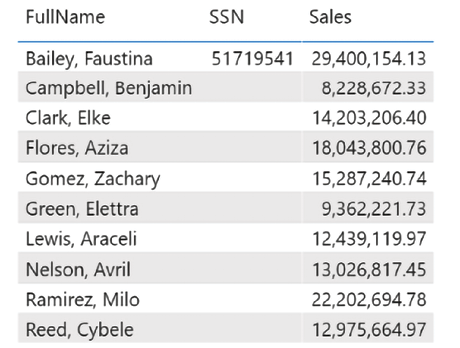 FullName SSN Sales
Bailey, Faustina 51719541 29,400,154.13
Campbell, Benjamin 8,228,672.33
Clark, Elke 14,203,206.40
Flores, Aziza 18,043,800.76
Gomez, Zachary 15,287,240.74
Green, Elettra 9,362,221.73
Lewis, Araceli 12,439,119.97
Nelson, Avril 13,026,817.45
Ramirez, Milo 22,202,694.78
Reed, Cybele 12,975,664.97